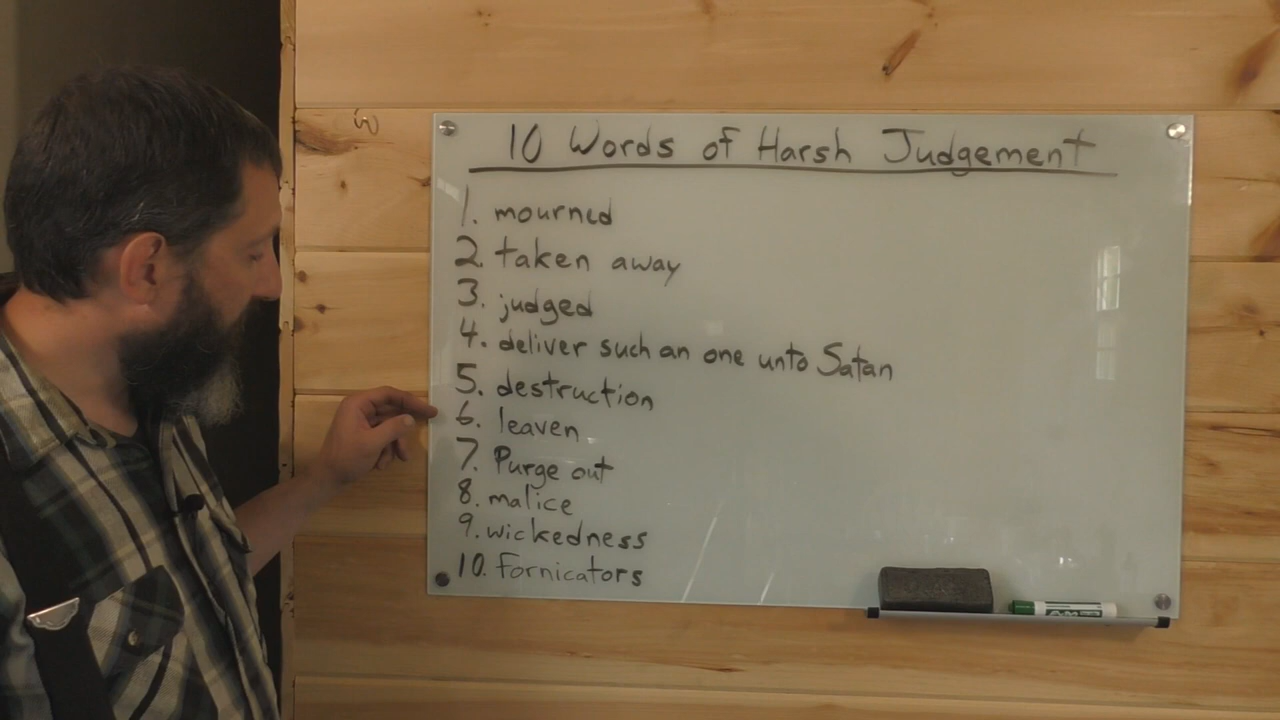 10 Words of Harsh Judgement
1. mourned
2. taken away
3. judged
4. deliver such an one unto Satan
5. destruction
6. leaven
7. Purge out
8. malice
9. wickedness
10. Fornicators